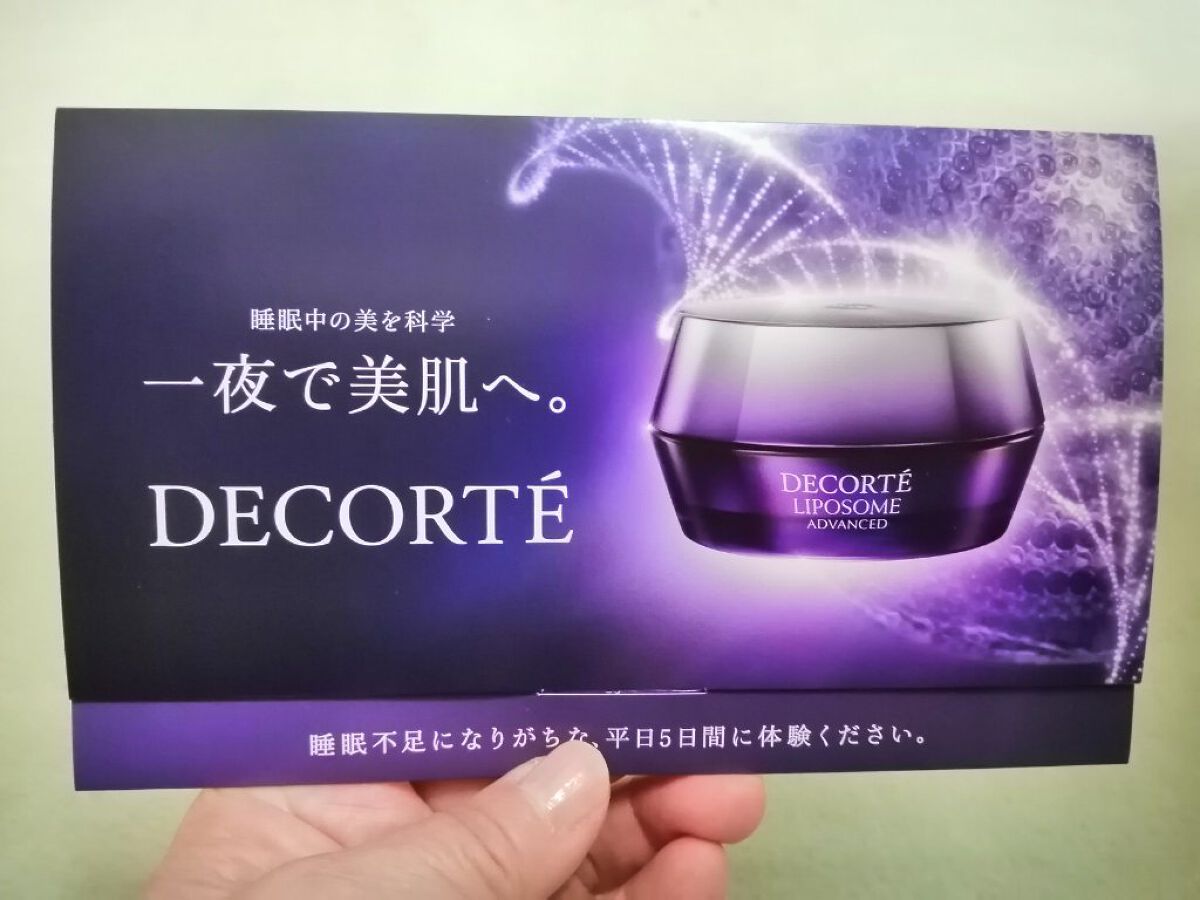 睡眠中の美を科学
一夜で美肌へ。
DECORTÉ
DECORTÉ
LIPOSOME
ADVANCED
睡眠不足になりがちな、平日5日間に体験ください。